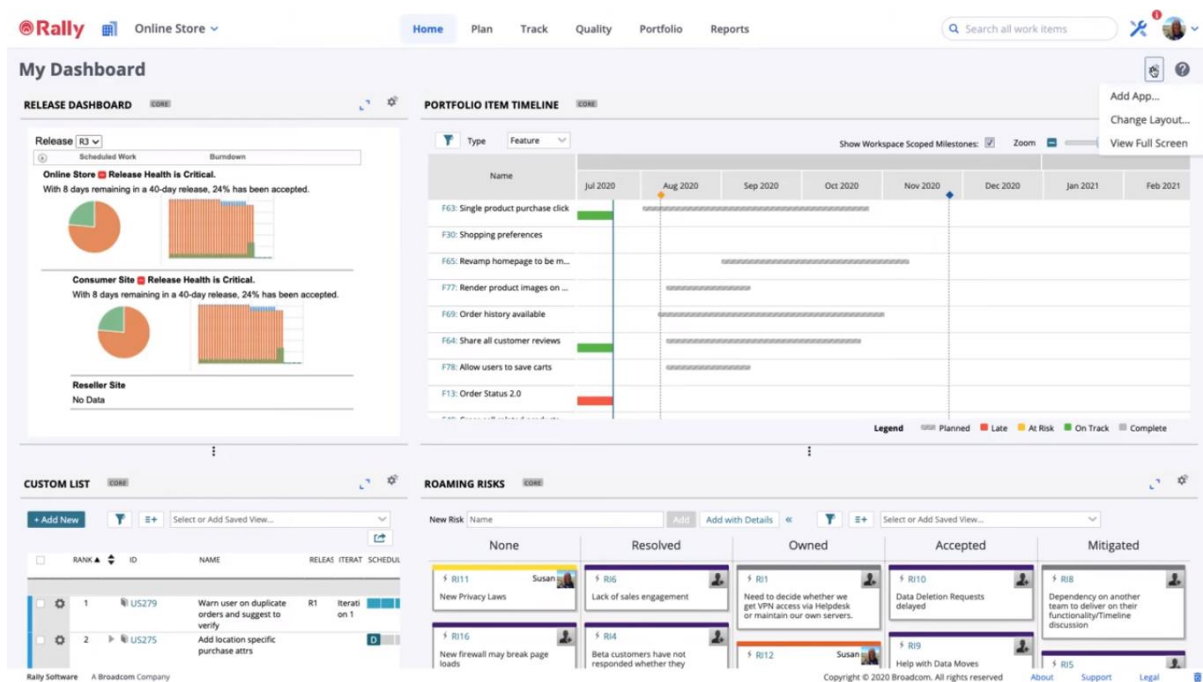 Rally
Online Store
Home
Plan
Track
Quality
Portfolio
Reports
Search all work items
My Dashboard
Add App...
Change Layout...
View Full Screen
RELEASE DASHBOARD
CORE
Release R3
Scheduled Work
Burndown
Online Store Release Health is Critical.
With 8 days remaining in a 40-day release, 24% has been accepted.
Consumer Site Release Health is Critical.
With 8 days remaining in a 40-day release, 24% has been accepted.
Reseller Site
No Data
PORTFOLIO ITEM TIMELINE
CORE
Type Feature
Show Workspace Scoped Milestones:
Zoom
Name
Jul 2020
Aug 2020
Sep 2020
Oct 2020
Nov 2020
Dec 2020
Jan 2021
Feb 2021
F63: Single product purchase click
F30: Shopping preferences
F65: Revamp homepage to be m...
F77: Render product images on ...
F69: Order history available
F64: Share all customer reviews
F78: Allow users to save carts
F13: Order Status 2.0
Legend Planned Late At Risk On Track Complete
CUSTOM LIST
CORE
+ Add New
Select or Add Saved View...
RANK ID NAME RELEAS ITERAT SCHEDUL
1 US279 Warn user on duplicate R1 Iterati
orders and suggest to on 1
verify
2 US275 Add location specific D
purchase attrs
ROAMING RISKS
CORE
New Risk Name Add Add with Details «
Select or Add Saved View...
None
Resolved
Owned
Accepted
Mitigated
RI11 Susan
New Privacy Laws
RI16
New firewall may break page
loads
RI6
Lack of sales engagement
RI4
Beta customers have not
responded whether they
RI1
Need to decide whether we
get VPN access via Helpdesk
or maintain our own servers.
RI12 Susan
RI10
Data Deletion Requests
delayed
RI9
Help with Data Moves
RI8
Dependency on another
team to deliver on their
functionality/Timeline
discussion
RI5
Rally Software A Broadcom Company
Copyright © 2020 Broadcom. All rights reserved About Support Legal